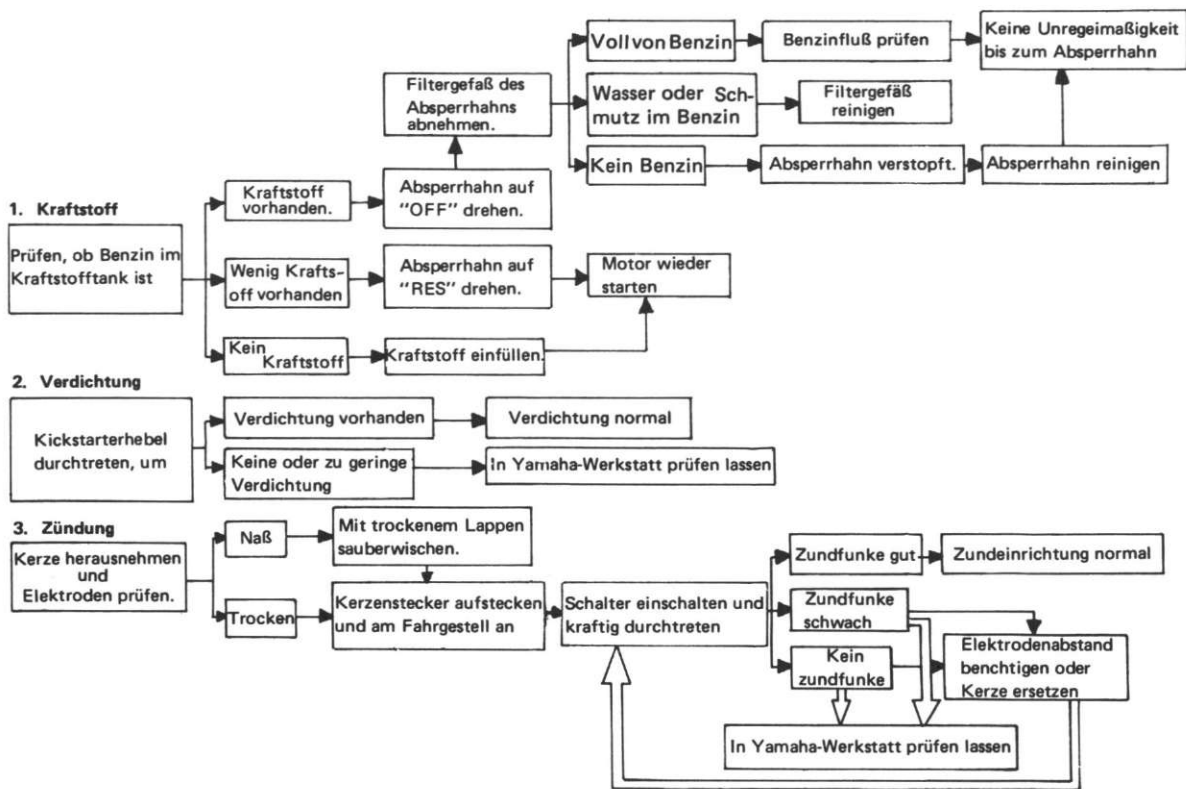 1. Kraftstoff
Prüfen, ob Benzin im
Kraftstofftank ist
Kraftstoff
vorhanden.
Absperrhahn auf
"OFF" drehen.
Filtergefaß des
Absperrhahns
abnehmen.
Voll von Benzin
Benzinfluß prüfen
Keine Unregeimaßigkeit
bis zum Absperrhahn
Wasser oder Sch-
mutz im Benzin
Filtergefäß
reinigen
Kein Benzin
Absperrhahn verstopft.
Absperrhahn reinigen
Wenig Krafts-
off vorhanden
Absperrhahn auf
"RES" drehen.
Motor wieder
starten
Kein
Kraftstoff
Kraftstoff einfüllen.
2. Verdichtung
Kickstarterhebel
durchtreten, um
Verdichtung vorhanden
Verdichtung normal
Keine oder zu geringe
Verdichtung
In Yamaha-Werkstatt prüfen lassen
3. Zündung
Kerze herausnehmen
und
Elektroden prüfen.
Naß
Mit trockenem Lappen
sauberwischen.
Trocken
Kerzenstecker aufstecken
und am Fahrgestell an
Schalter einschalten und
kraftig durchtreten
Zundfunke gut
Zundeinrichtung normal
Zundfunke
schwach
Kein
zundfunke
Elektrodenabstand
benchtigen oder
Kerze ersetzen
In Yamaha-Werkstatt prüfen lassen